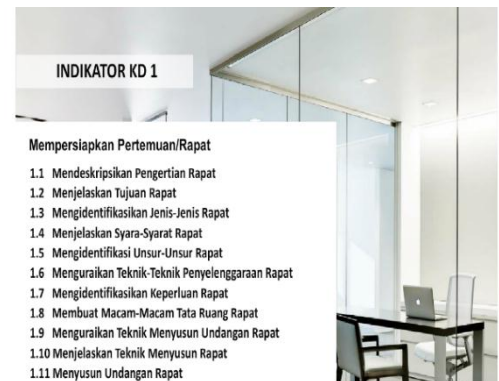 INDIKATOR KD 1
Mempersiapkan Pertemuan/Rapat
1.1 Mendeskripsikan Pengertian Rapat
1.2 Menjelaskan Tujuan Rapat
1.3 Mengidentifikasikan Jenis-Jenis Rapat
1.4 Menjelaskan Syara-Syarat Rapat
1.5 Mengidentifikasi Unsur-Unsur Rapat
1.6 Menguraikan Teknik-Teknik Penyelenggaraan Rapat
1.7 Mengidentifikasikan Keperluan Rapat
1.8 Membuat Macam-Macam Tata Ruang Rapat
1.9 Menguraikan Teknik Menyusun Undangan Rapat
1.10 Menjelaskan Teknik Menyusun Rapat
1.11 Menyusun Undangan Rapat